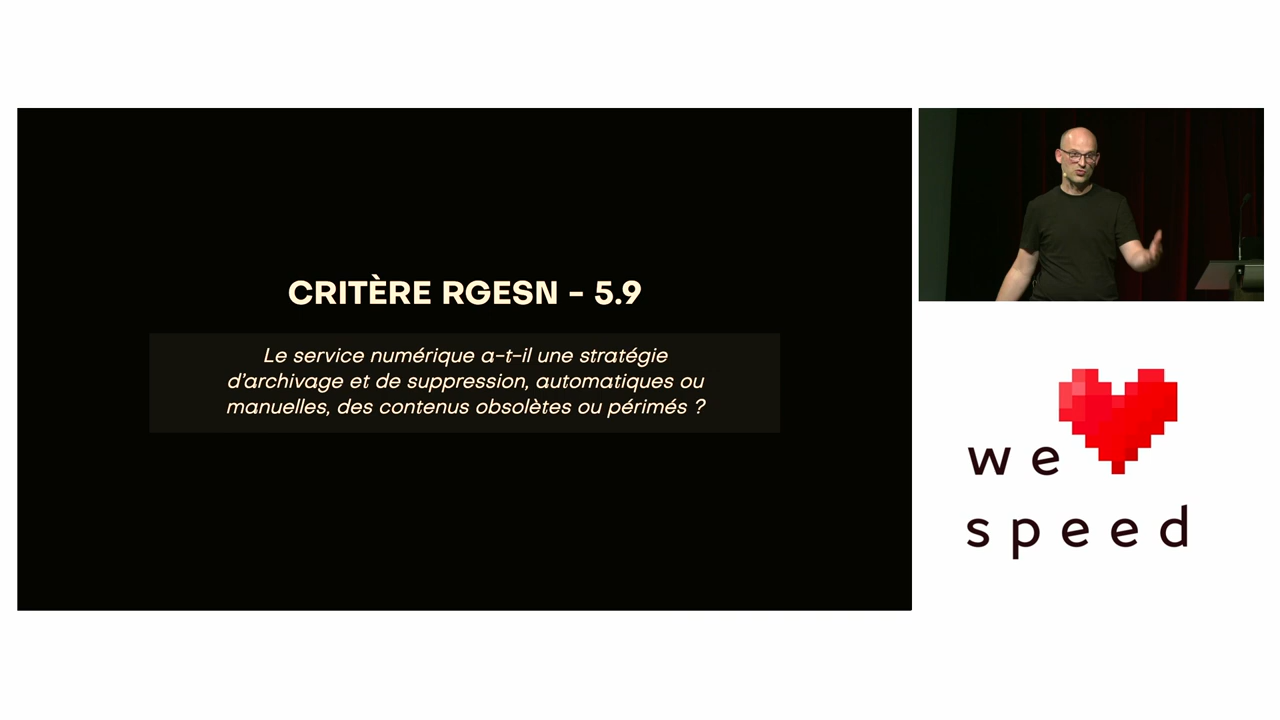 CRITÈRE RGESN - 5.9
Le service numérique a-t-il une stratégie
d'archivage et de suppression, automatiques ou
manuelles, des contenus obsolètes ou périmés ?
we
speed